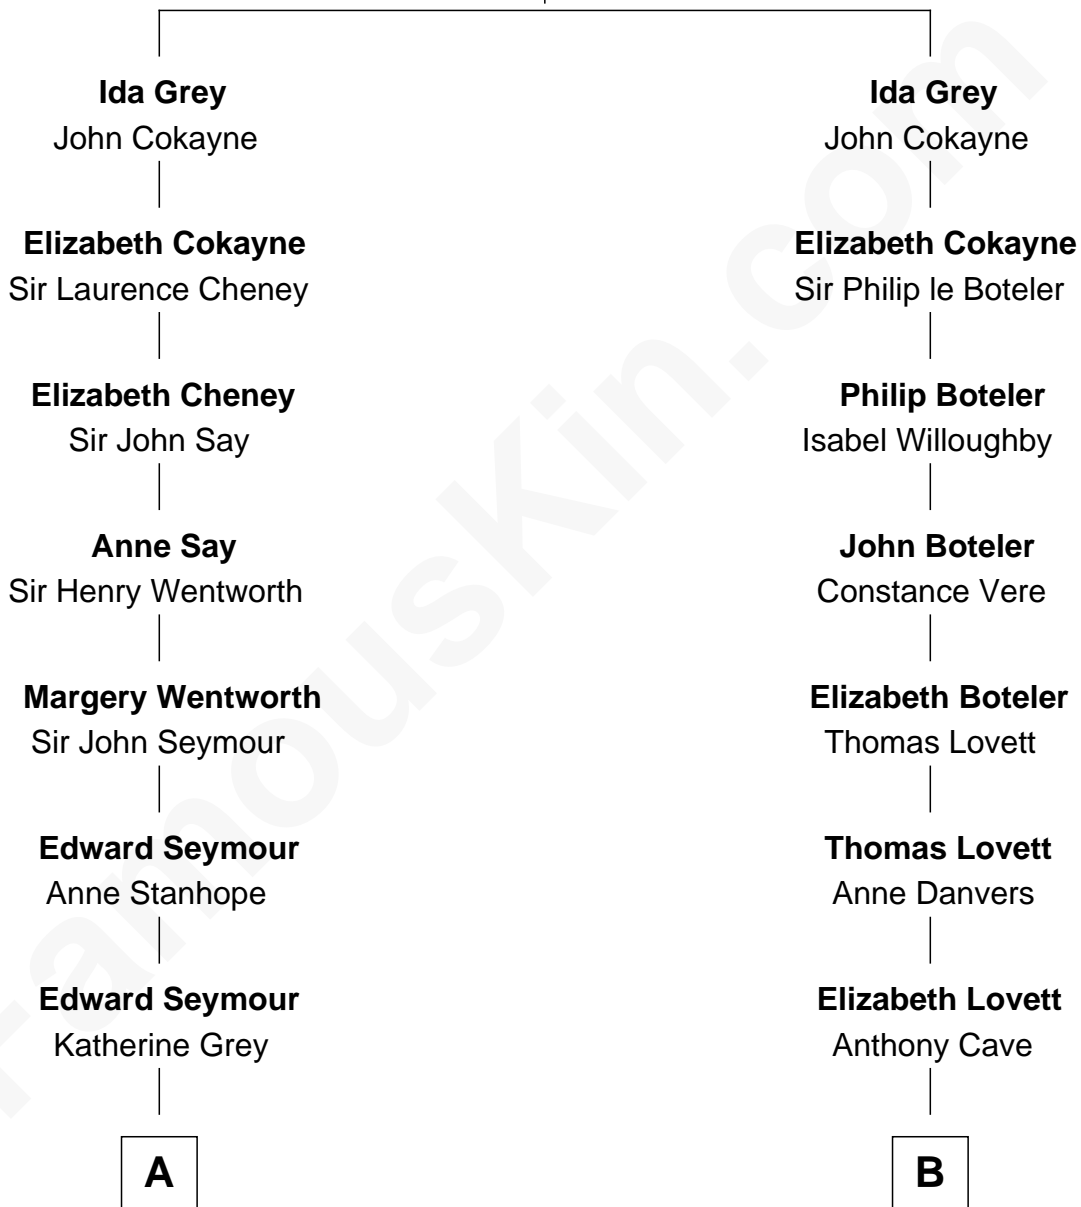 Ida Grey
John Cokayne
Elizabeth Cokayne
Sir Laurence Cheney
Elizabeth Cheney
Sir John Say
Anne Say
Sir Henry Wentworth
Margery Wentworth
Sir John Seymour
Edward Seymour
Anne Stanhope
Edward Seymour
Katherine Grey
A
Ida Grey
John Cokayne
Elizabeth Cokayne
Sir Philip le Boteler
Philip Boteler
Isabel Willoughby
John Boteler
Constance Vere
Elizabeth Boteler
Thomas Lovett
Thomas Lovett
Anne Danvers
Elizabeth Lovett
Anthony Cave
B
FamousKin.com